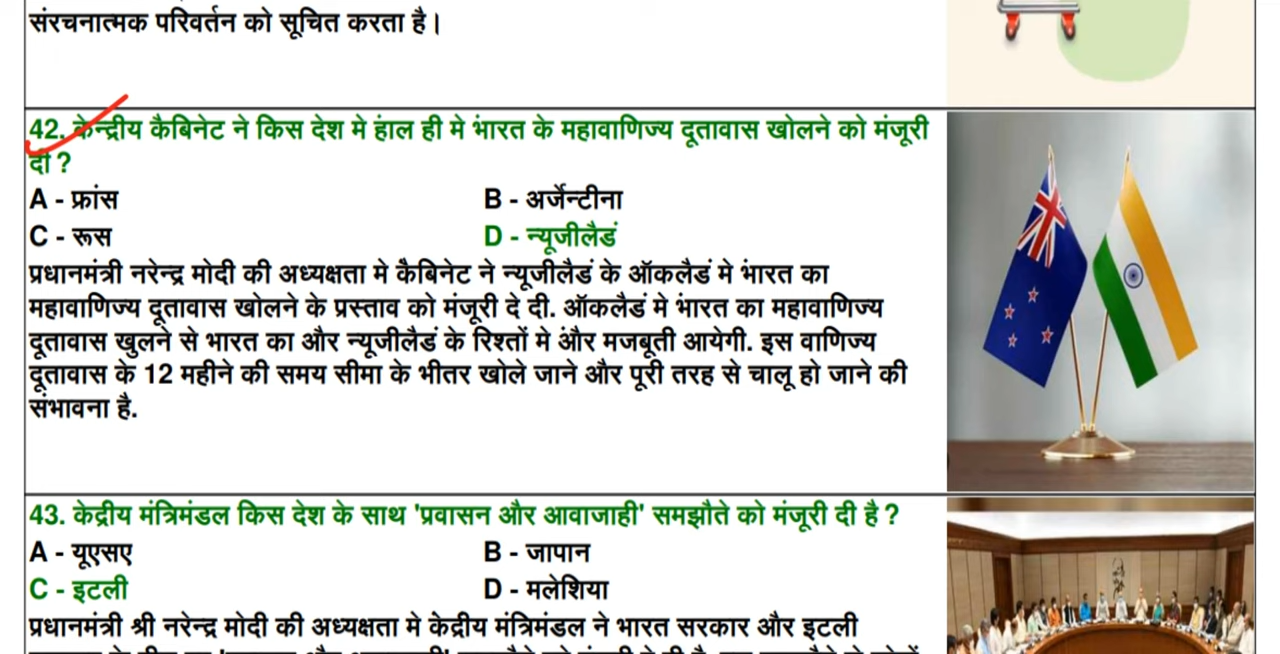 संरचनात्मक परिवर्तन को सूचित करता है।
42. केन्द्रीय कैबिनेट ने किस देश मे हंाल ही मे भंारत के महावाणिज्य दूतावास खोलने को मंजूरी
दी ?
A - फ्रांस
B - अर्जेन्टीना
C - रूस
D - न्यूजीलैडं
प्रधानमंत्री नरेन्द्र मोदी की अध्यक्षता मे कैंबिनेट ने न्यूजीलैडं के ऑकलैडं मे भंारत का
महावाणिज्य दूतावास खोलने के प्रस्ताव को मंजूरी दे दी. ऑकलैडं मे भंारत का महावाणिज्य
दूतावास खुलने से भारत का और न्यूजीलैडं के रिश्तों मे औंर मजबूती आयेगी. इस वाणिज्य
दूतावास के 12 महीने की समय सीमा के भीतर खोले जाने और पूरी तरह से चालू हो जाने की
संभावना है.
43. केद्रीय मंत्रिमंडल किस देश के साथ 'प्रवासन और आवाजाही' समझौते को मंजूरी दी है ?
A - यूएसए
B - जापान
C - इटली
D - मलेशिया
प्रधानमंत्री श्री नरेन्द्र मोदी की अध्यक्षता मे केंद्रीय मंत्रिमंडल ने भारत सरकार और इटली